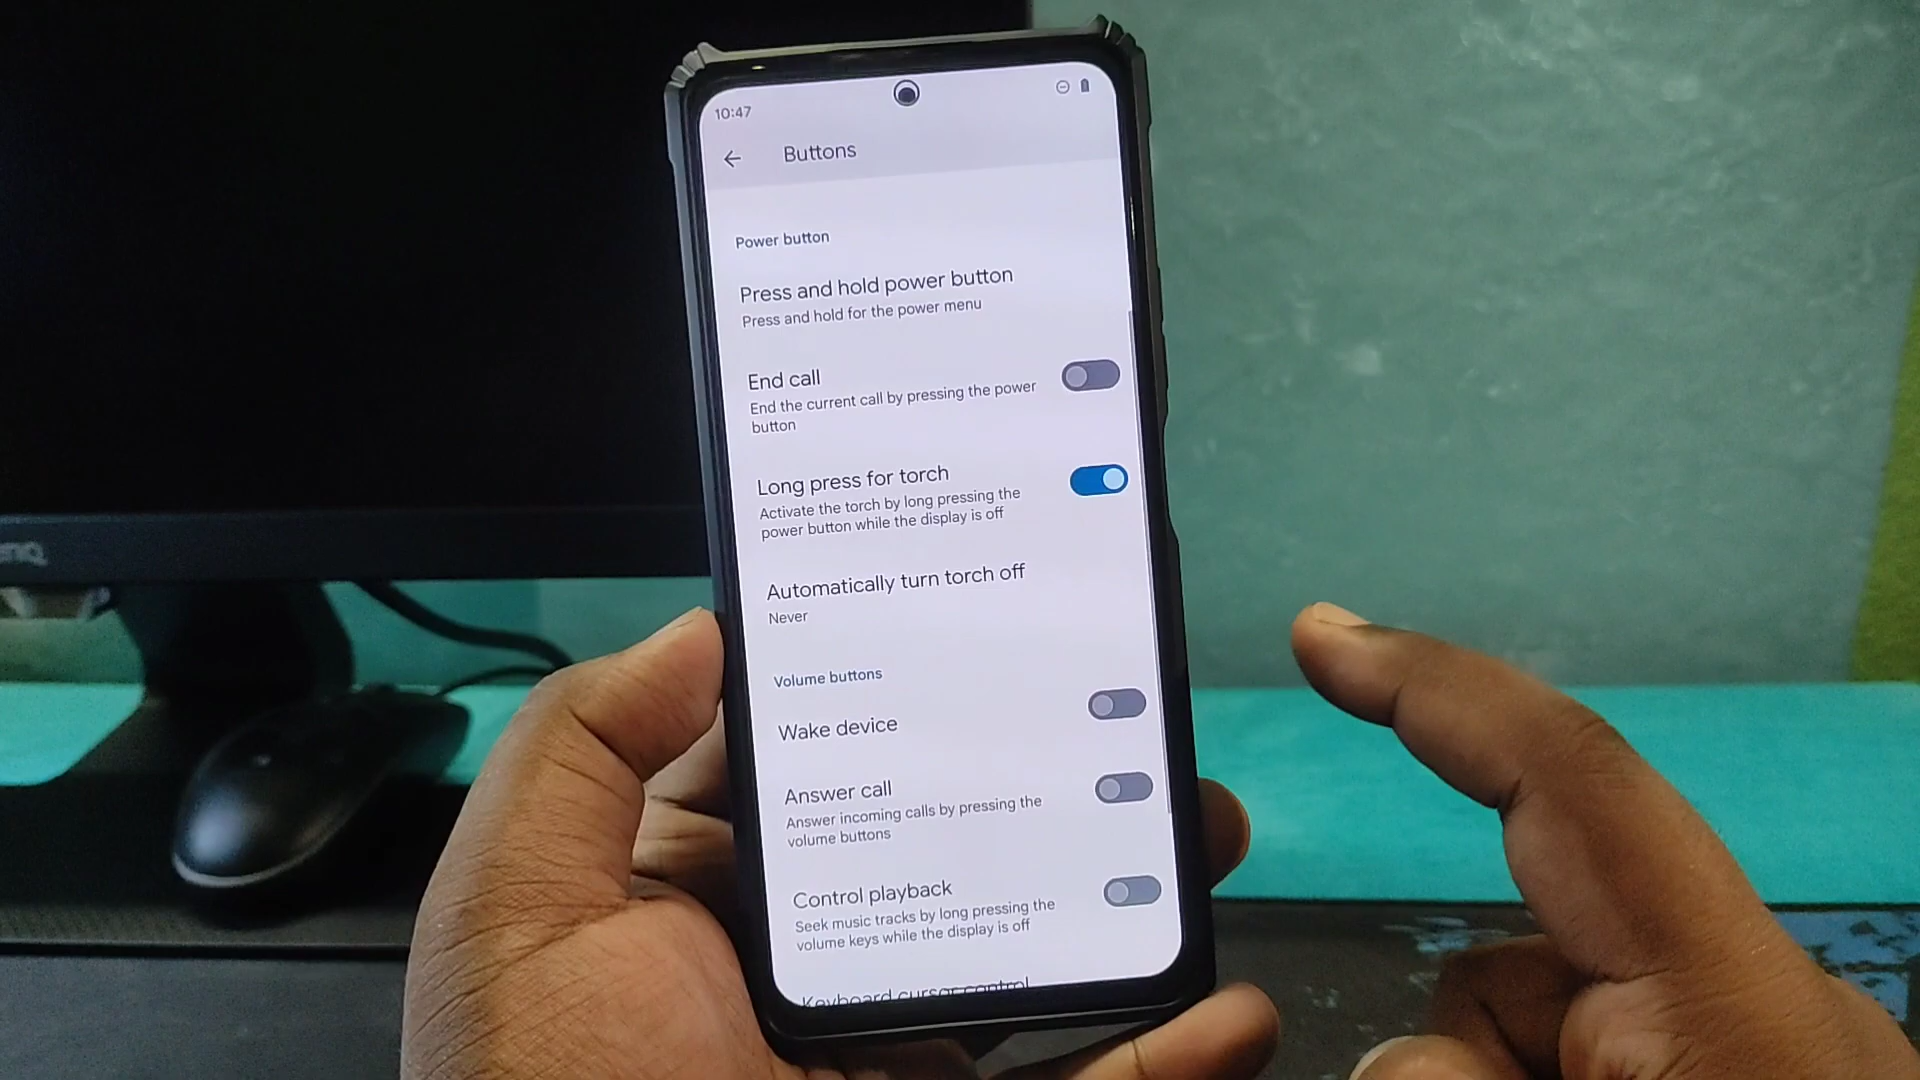 10:47
Buttons
Power button
Press and hold power button
Press and hold for the power menu
End call
End the current call by pressing the power
button
Long press for torch
Activate the torch by long pressing the
power button while the display is off
Automatically turn torch off
Never
Volume buttons
Wake device
Answer call
Answer incoming calls by pressing the
volume buttons
Control playback
Seek music tracks by long pressing the
volume keys while the display is off
Keyboard cursor control